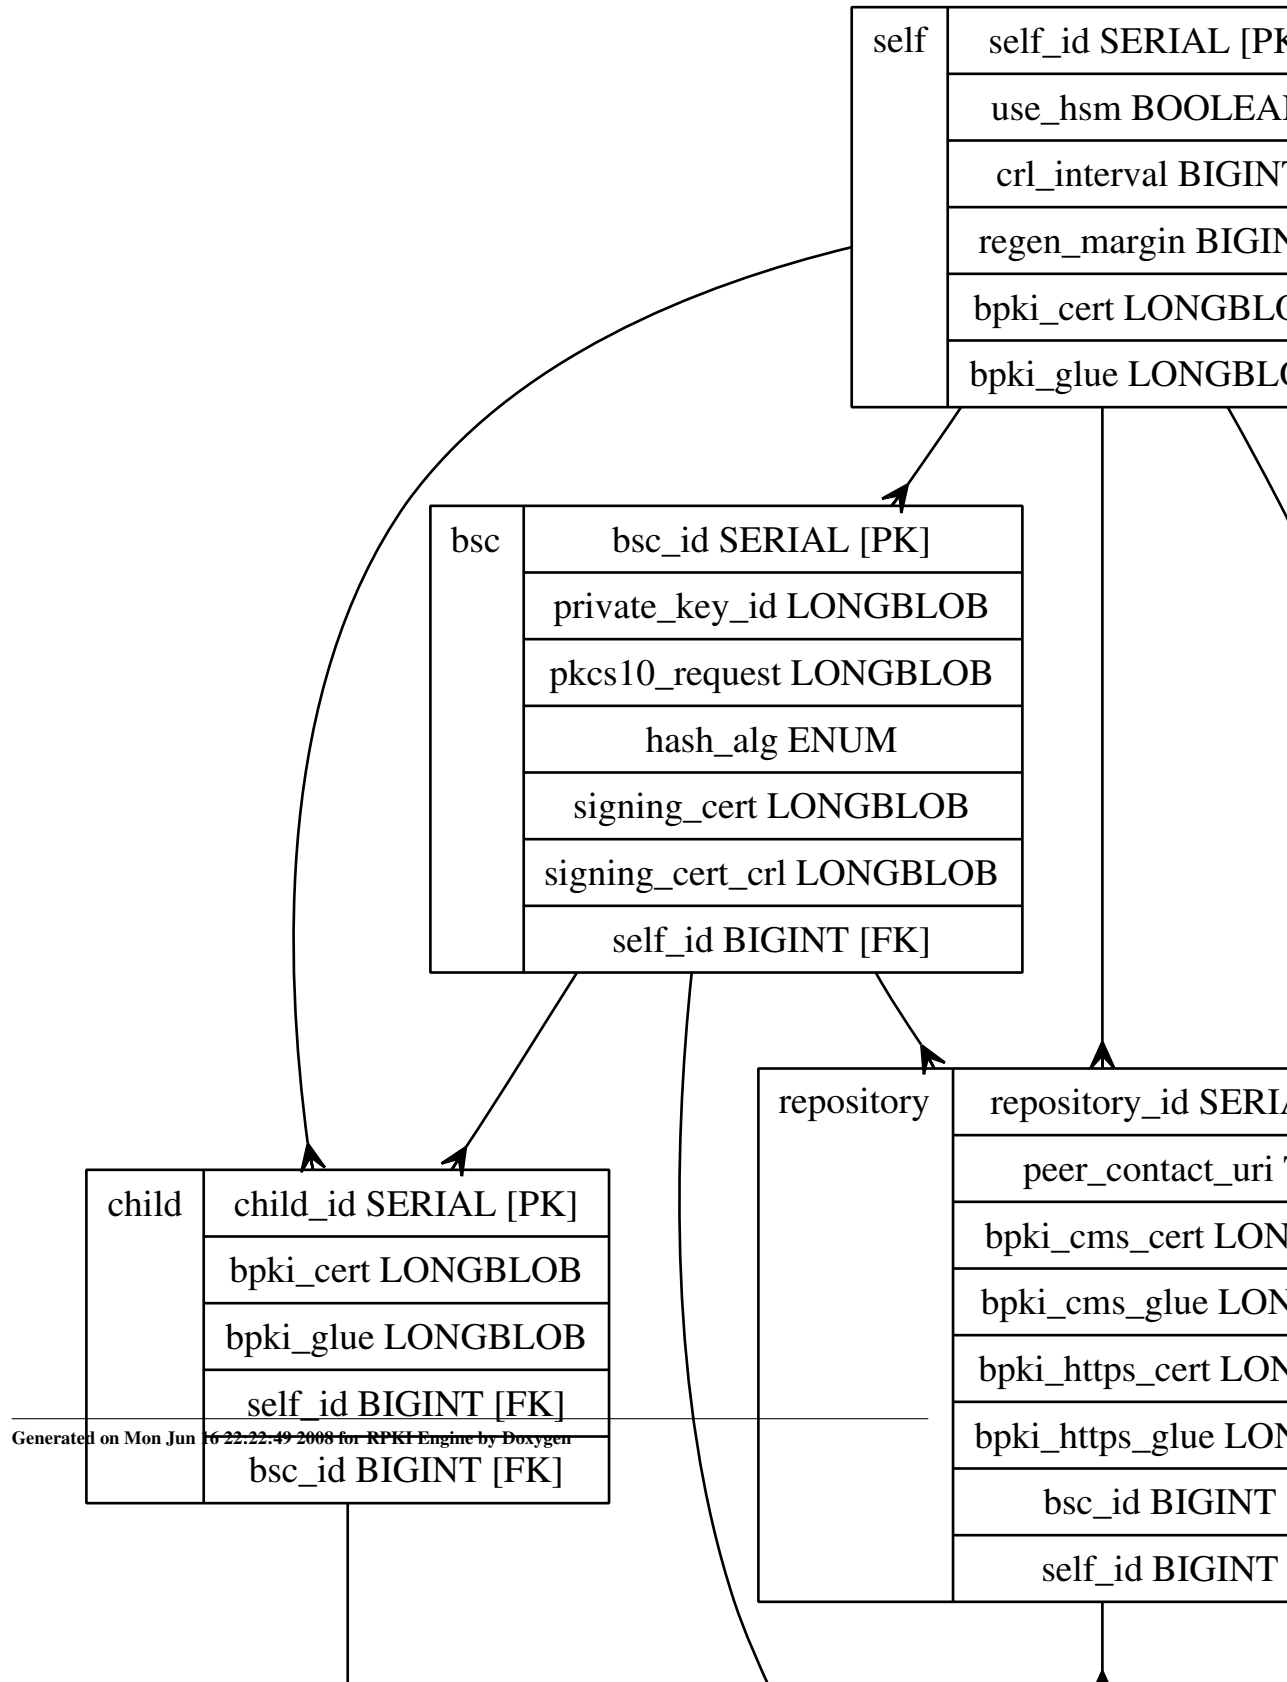 self
self_id SERIAL [PK
use_hsm BOOLEA
crl_interval BIGINT
regen_margin BIGIN
bpki_cert LONGBLO
bpki_glue LONGBLO
bsc
bsc_id SERIAL [PK]
private_key_id LONGBLOB
pkcs10_request LONGBLOB
hash_alg ENUM
signing_cert LONGBLOB
signing_cert_crl LONGBLOB
self_id BIGINT [FK]
repository
repository_id SERIA
peer_contact_uri
bpki_cms_cert LON
bpki_cms_glue LON
bpki_https_cert LON
bpki_https_glue LON
bsc_id BIGINT
self_id BIGINT
child
child_id SERIAL [PK]
bpki_cert LONGBLOB
bpki_glue LONGBLOB
self_id BIGINT [FK]
bsc_id BIGINT [FK]
Generated on Mon Jun 16 22:22:49 2008 for RPKI Engine by Doxygen